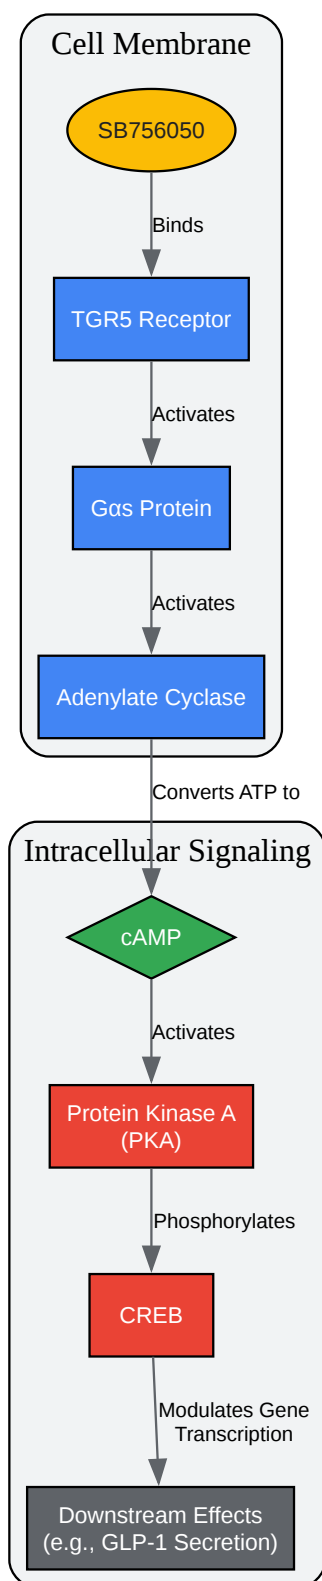 Cell Membrane
SB756050
Binds
TGR5 Receptor
Activates
Gαs Protein
Activates
Adenylate Cyclase
Converts ATP to
Intracellular Signaling
cAMP
Activates
Protein Kinase A
(PKA)
Phosphorylates
CREB
Modulates Gene
Transcription
Downstream Effects
(e.g., GLP-1 Secretion)